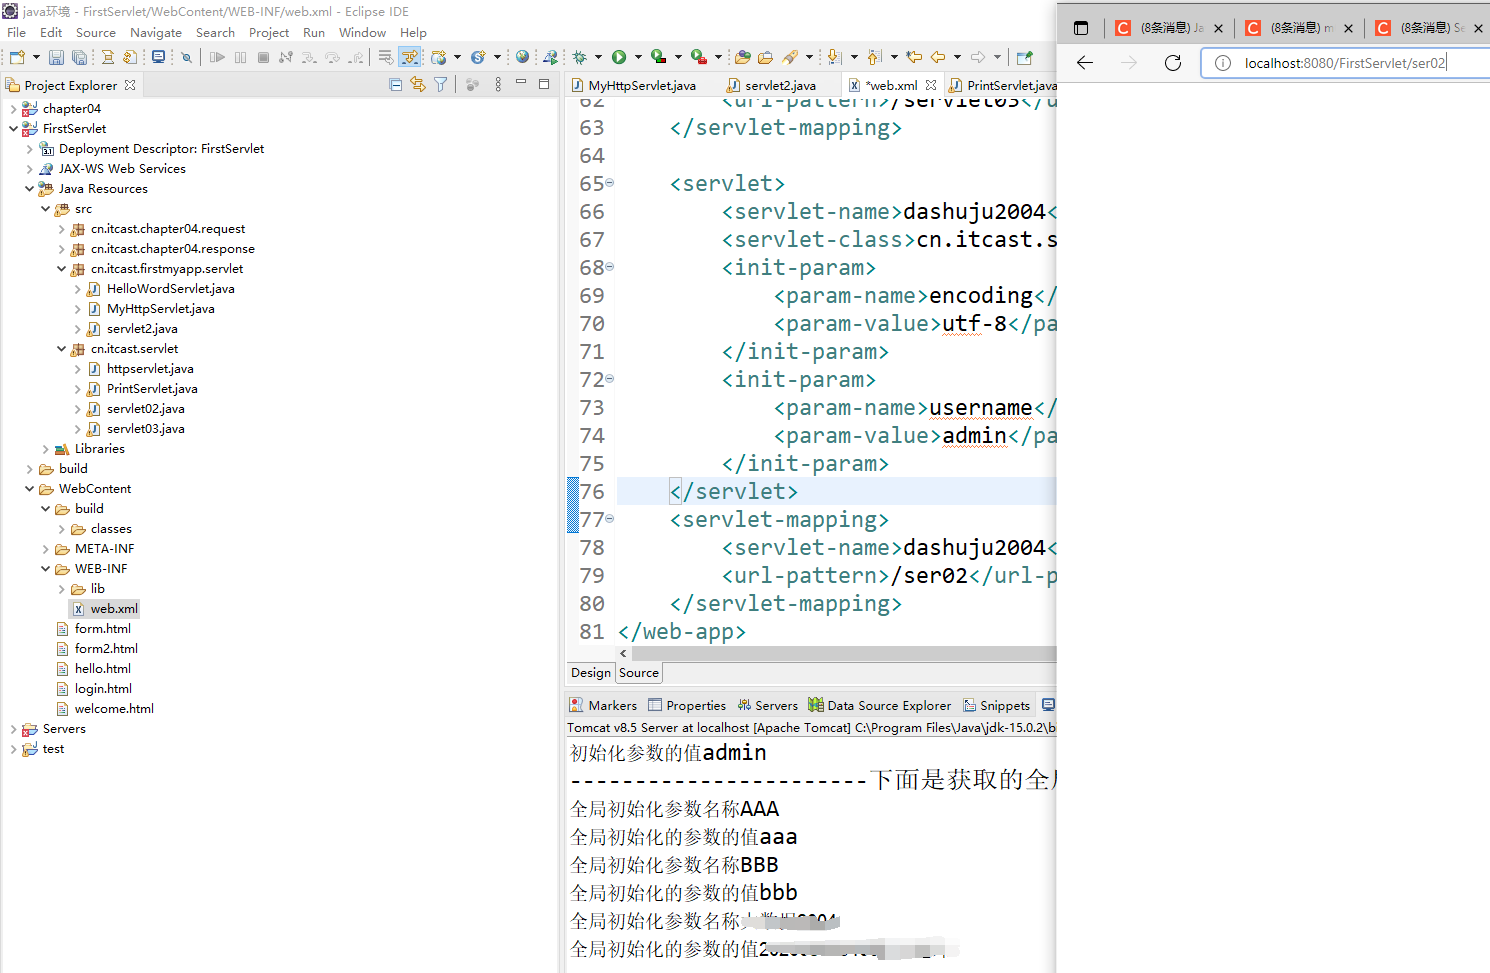 java环境 - FirstServlet/WebContent/WEB-INF/web.xml - Eclipse IDE
File Edit Source Navigate Search Project Run Window Help
Project Explorer
chapter04
FirstServlet
Deployment Descriptor: FirstServlet
JAX-WS Web Services
Java Resources
src
cn.itcast.chapter04.request
cn.itcast.chapter04.response
cn.itcast.firstmyapp.servlet
HelloWordServlet.java
MyHttpServlet.java
servlet2.java
cn.itcast.servlet
httpservlet.java
PrintServlet.java
servlet02.java
servlet03.java
Libraries
build
WebContent
build
classes
META-INF
WEB-INF
lib
web.xml
form.html
form2.html
hello.html
login.html
welcome.html
Servers
test
MyHttpServlet.java servlet2.java *web.xml PrintServlet.java
62 <url-pattern>/servlet03</u
63 </servlet-mapping>
64
65 <servlet>
66 <servlet-name>dashuju2004<
67 <servlet-class>cn.itcast.s
68 <init-param>
69 <param-name>encoding</
70 <param-value>utf-8</pa
71 </init-param>
72 <init-param>
73 <param-name>username</
74 <param-value>admin</pa
75 </init-param>
76 </servlet>
77 <servlet-mapping>
78 <servlet-name>dashuju2004<
79 <url-pattern>/ser02</url-p
80 </servlet-mapping>
81 </web-app>
Design Source
Markers Properties Servers Data Source Explorer Snippets
Tomcat v8.5 Server at localhost [Apache Tomcat] C:\Program Files\Java\jdk-15.0.2\b
初始化参数的值admin
-----------------------下面是获取的全局
全局初始化参数名称AAA
全局初始化的参数的值aaa
全局初始化参数名称BBB
全局初始化的参数的值bbb
全局初始化参数名称
全局初始化的参数的值
(8条消息) Ja (8条消息) m (8条消息) Se
localhost:8080/FirstServlet/ser02